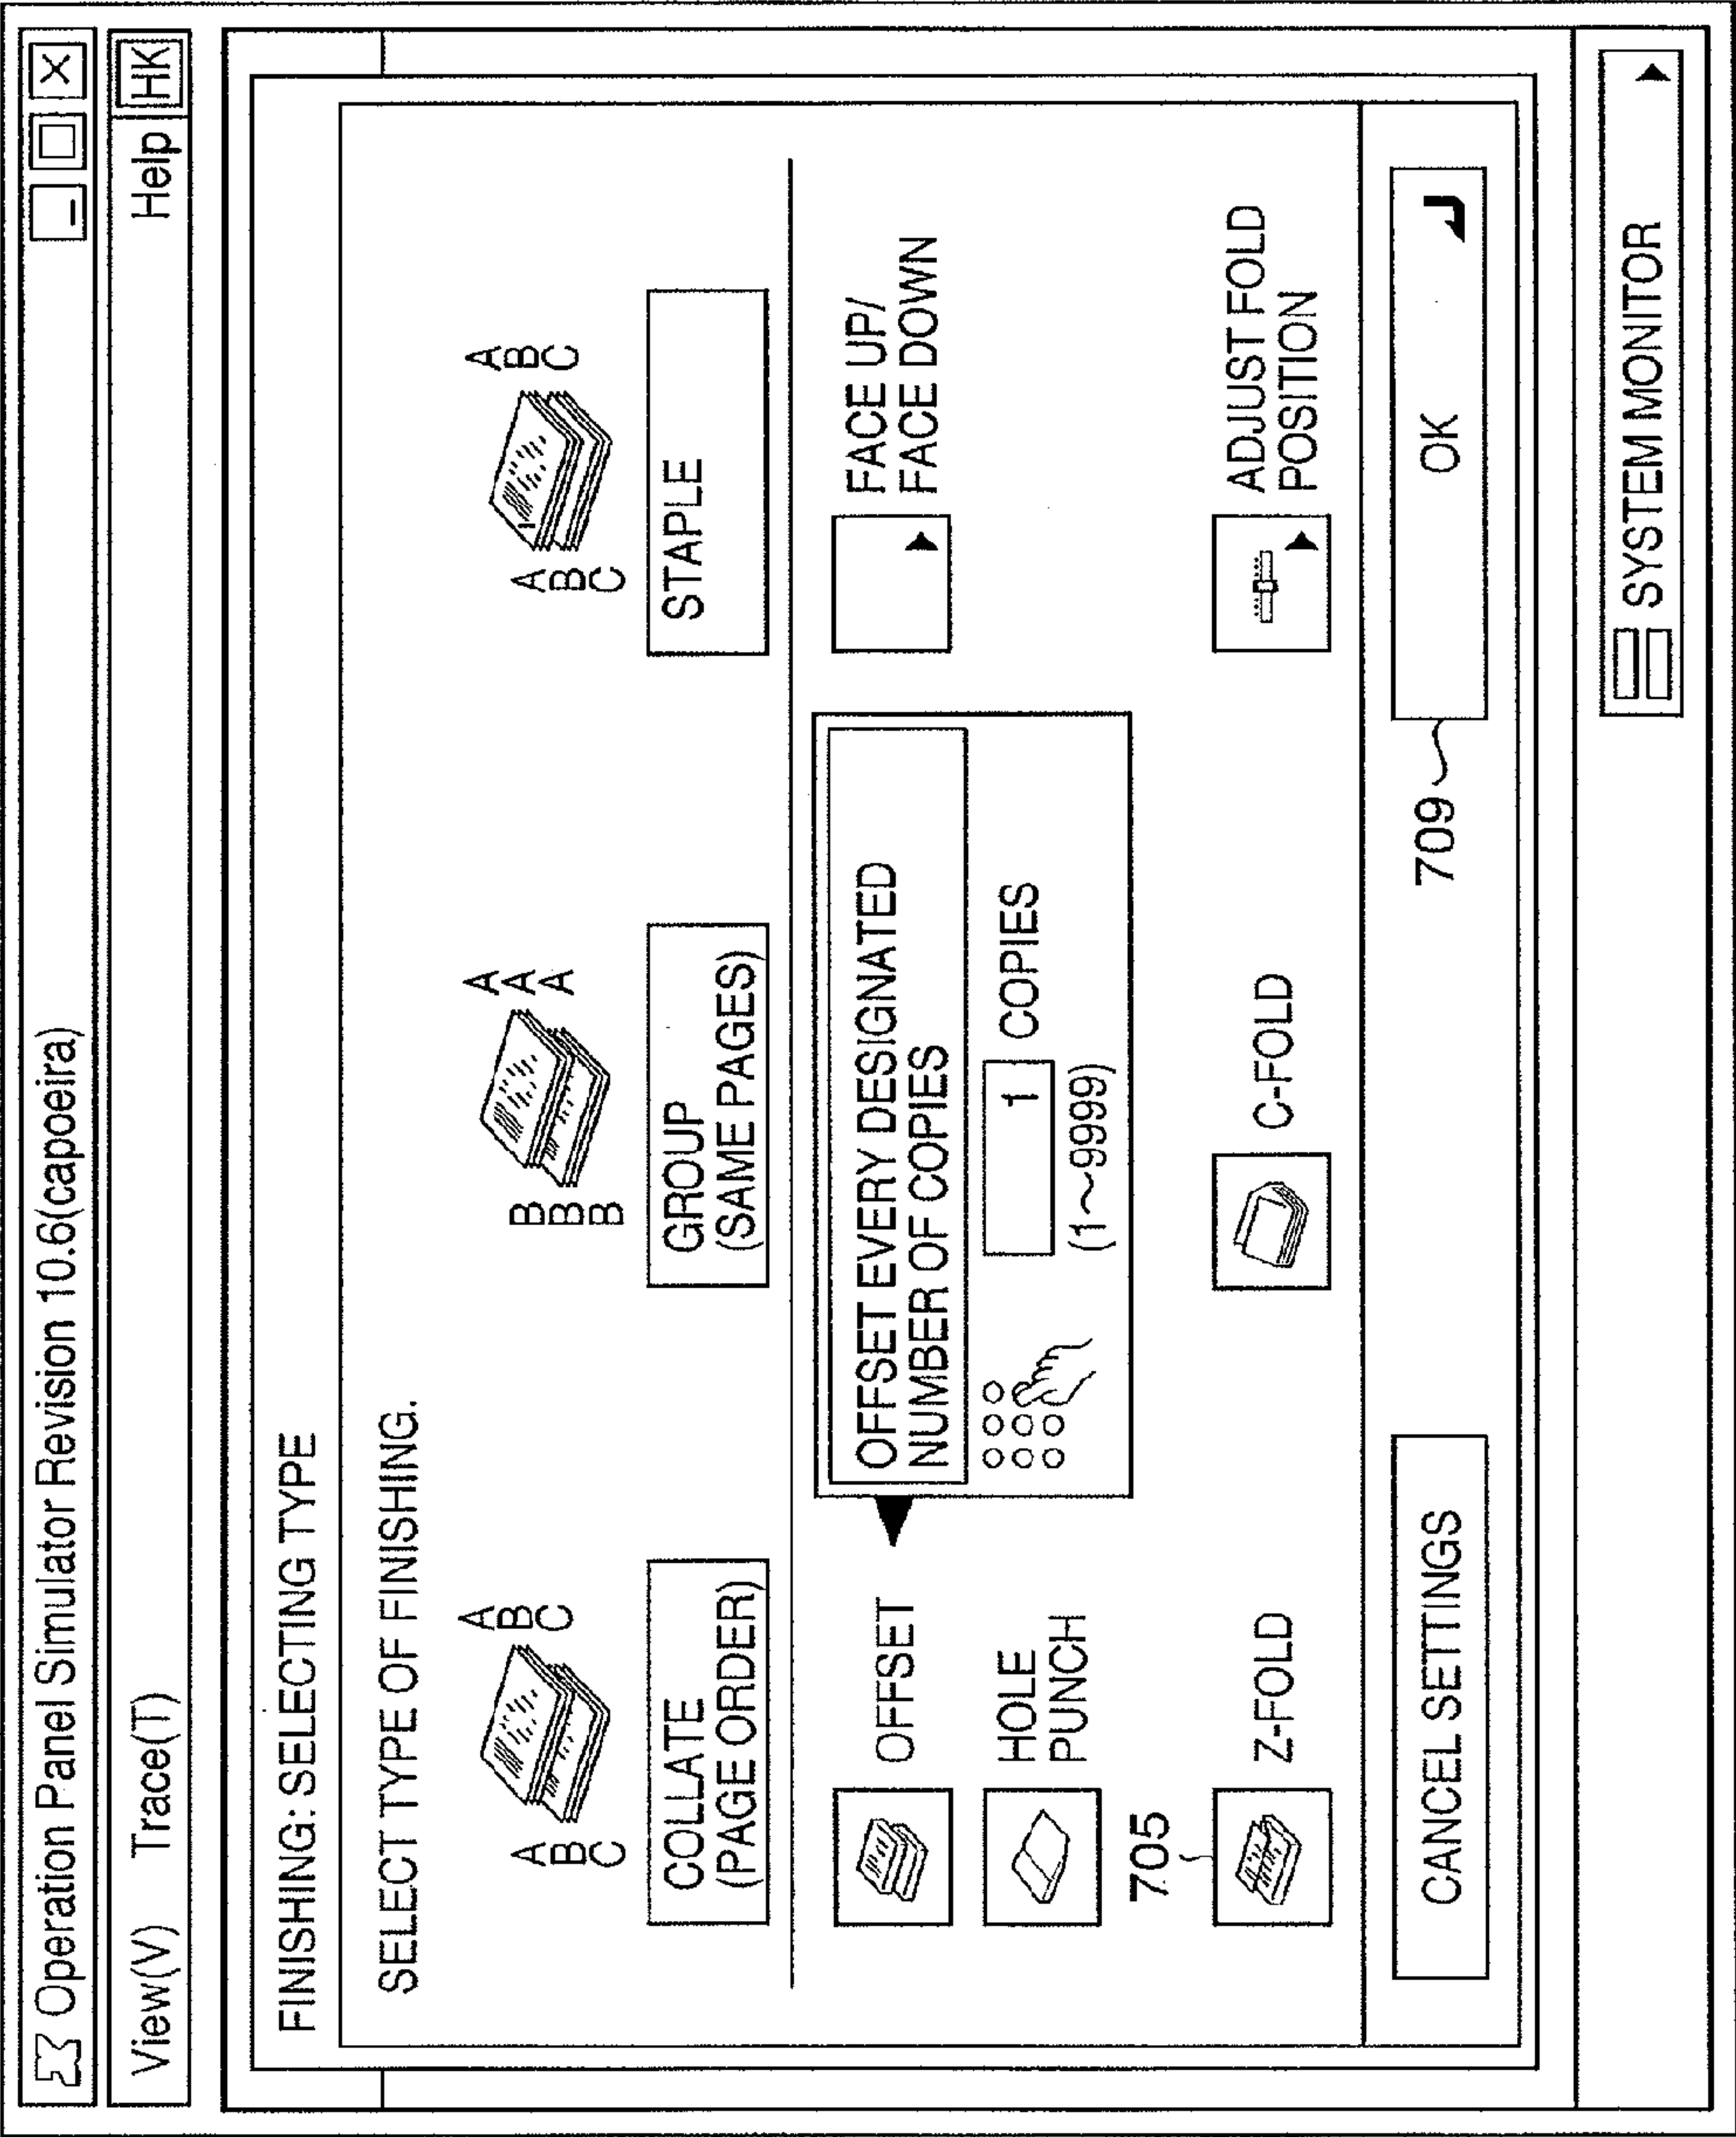 Operation Panel Simulator Revision 10.6(capoeira)
View(V) Trace(T) Help HK
FINISHING: SELECTING TYPE
SELECT TYPE OF FINISHING.
A
B
C
A
B
C
COLLATE
(PAGE ORDER)
B
B
B
A
A
A
GROUP
(SAME PAGES)
A
B
C
A
B
C
STAPLE
OFFSET
OFFSET EVERY DESIGNATED
NUMBER OF COPIES
1 COPIES
(1～9999)
FACE UP/
FACE DOWN
HOLE
PUNCH
705
Z-FOLD
C-FOLD
ADJUST FOLD
POSITION
CANCEL SETTINGS
709
OK
SYSTEM MONITOR